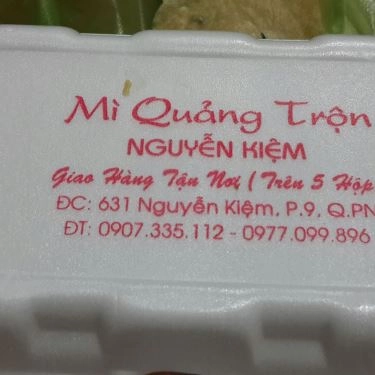 Mì Quảng Trộn
NGUYỄN KIỆM
Giao Hàng Tận Nơi ( Trên 5 Hộp
ĐC: 631 Nguyễn Kiệm, P.9, Q.PN
ĐT: 0907.335.112 - 0977.099.896